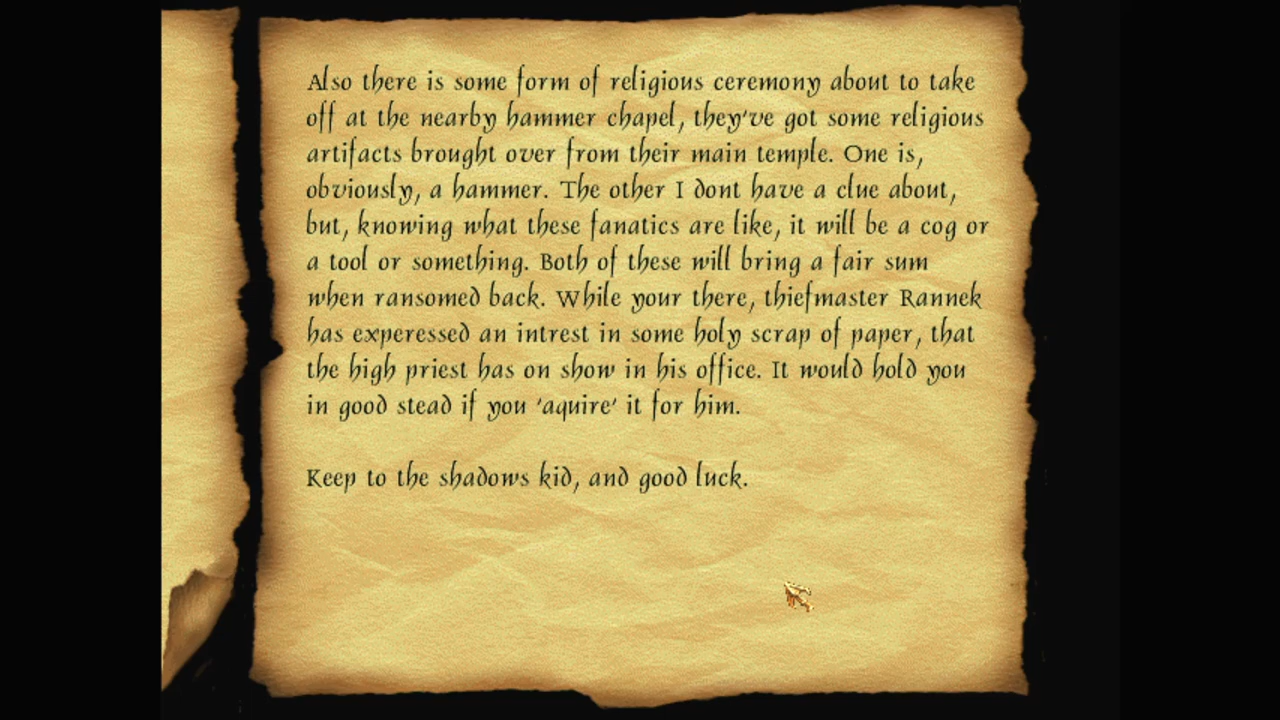 Also there is some form of religious ceremony about to take
off at the nearby hammer chapel, they've got some religious
artifacts brought over from their main temple. One is,
obviously, a hammer. The other I dont have a clue about,
but, knowing what these fanatics are like, it will be a cog or
a tool or something. Both of these will bring a fair sum
when ransomed back. While your there, thiefmaster Rannek
has experessed an intrest in some holy scrap of paper, that
the high priest has on show in his office. It would hold you
in good stead if you 'aquire' it for him.
Keep to the shadows kid, and good luck.